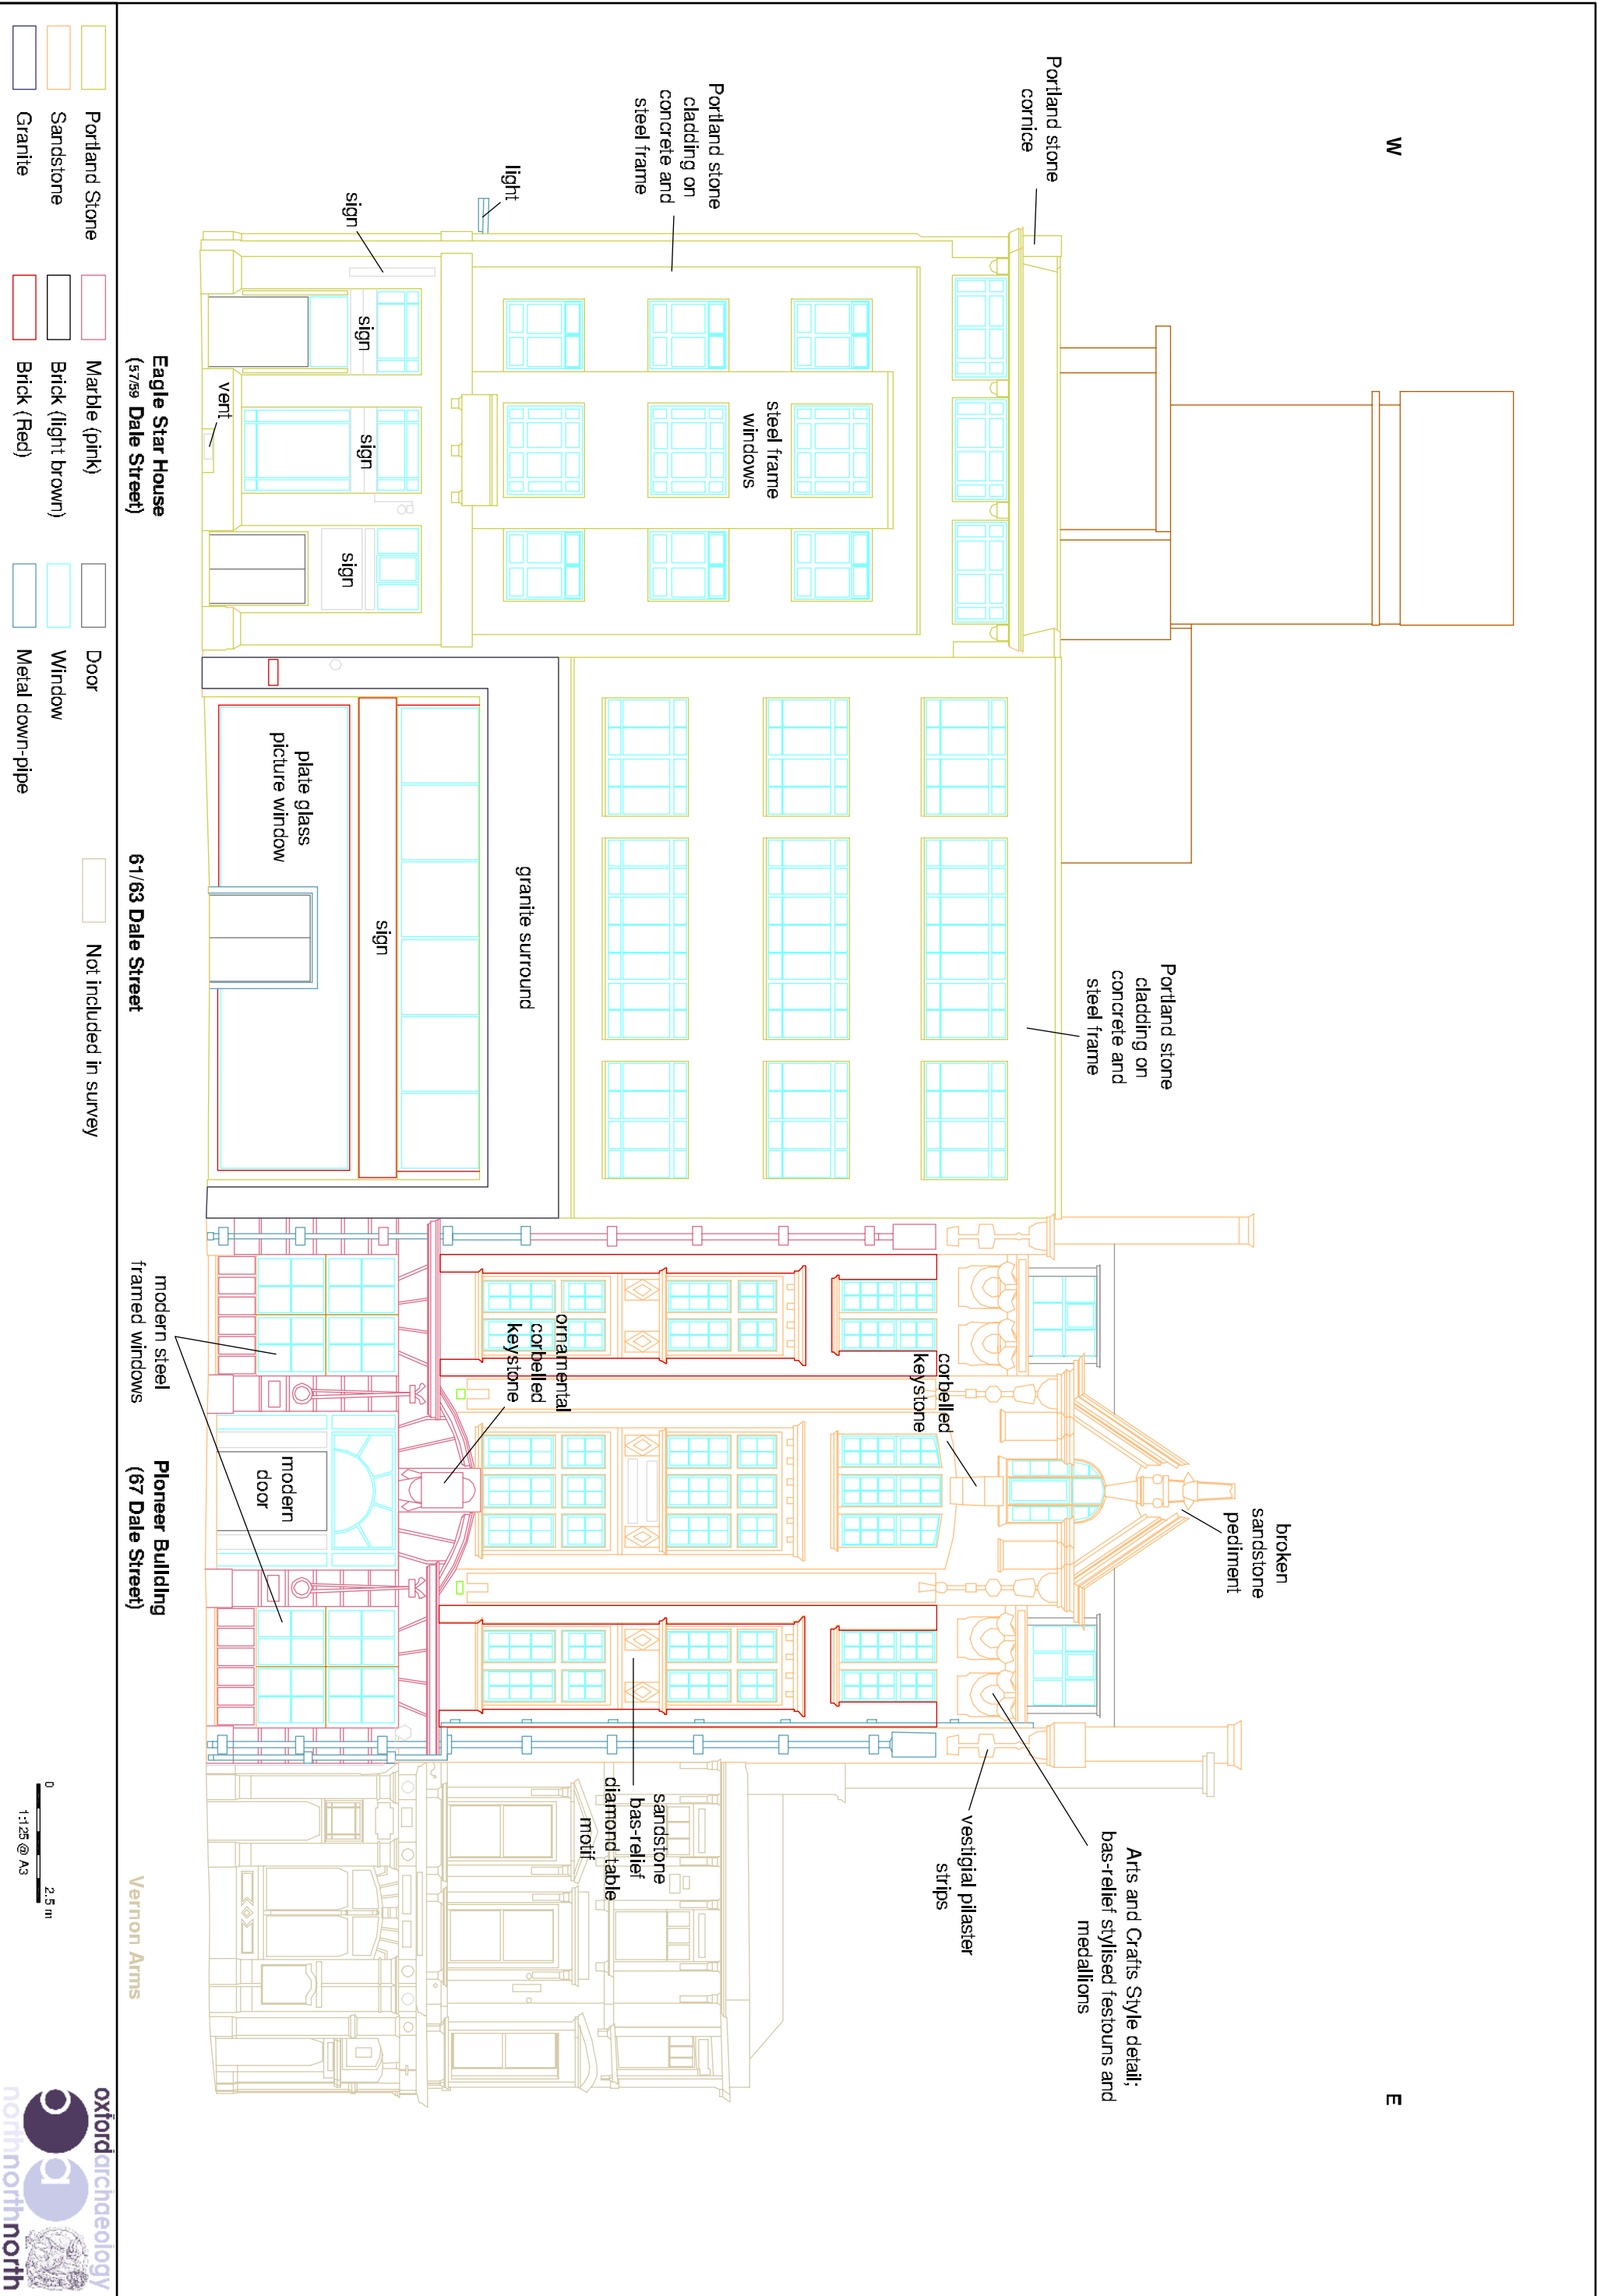 W
E
Portland stone
cornice
Portland stone
cladding on
concrete and
steel frame
light
sign
sign
sign
sign
vent
steel frame
windows
Portland stone
cladding on
concrete and
steel frame
granite surround
sign
plate glass
picture window
broken
sandstone
pediment
corbelled
keystone
ornamental
corbelled
keystone
modern
door
modern steel
framed windows
Arts and Crafts Style detail;
bas-relief stylised festouns and
medallions
vestigial pilaster
strips
sandstone
bas-relief
diamond table
motif
Eagle Star House
(57/59 Dale Street)
61/63 Dale Street
Pioneer Building
(67 Dale Street)
Vernon Arms
0
2.5 m
1:125 @ A3
Portland Stone
Sandstone
Granite
Marble (pink)
Brick (light brown)
Brick (Red)
Door
Window
Metal down-pipe
Not included in survey
oxfordarchaeology
northnorthnorthnorth